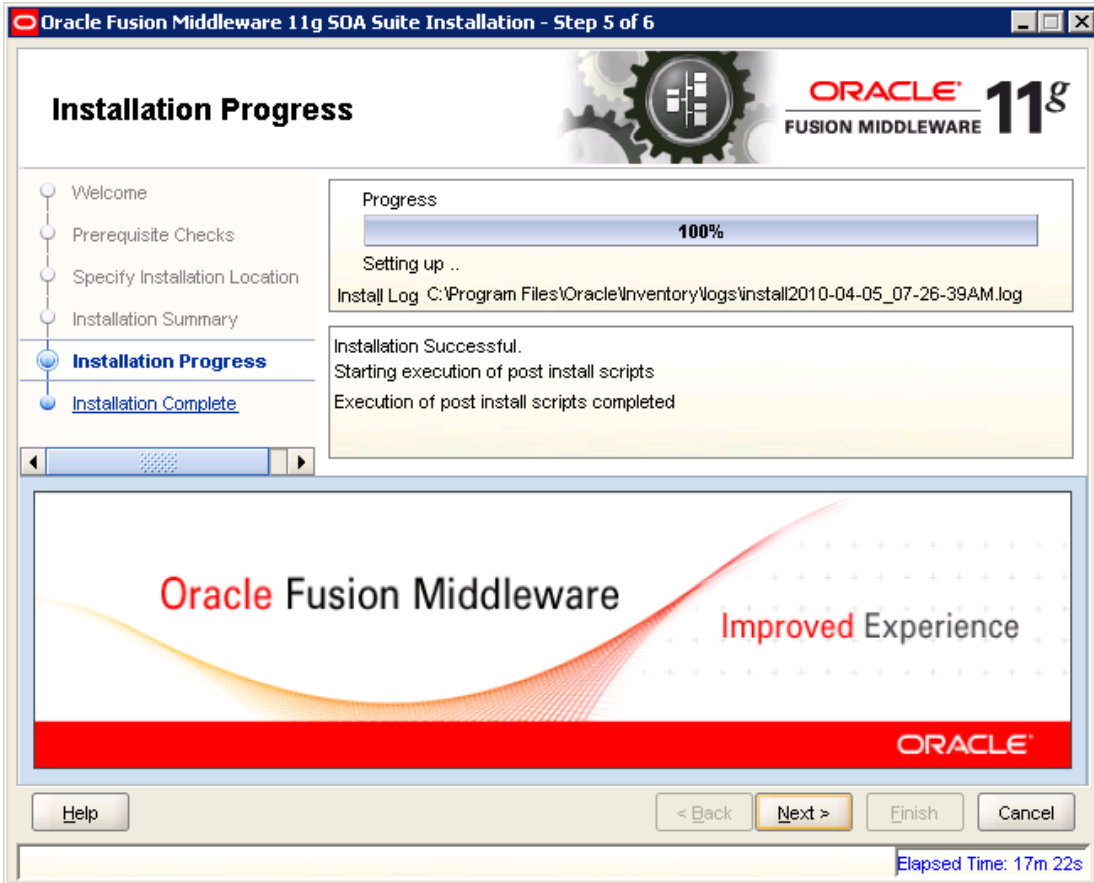 Oracle Fusion Middleware 11g SOA Suite Installation - Step 5 of 6
Installation Progress
ORACLE
FUSION MIDDLEWARE 11g
Welcome
Prerequisite Checks
Specify Installation Location
Installation Summary
Installation Progress
Installation Complete
Progress
100%
Setting up ..
Install Log C:\Program Files\Oracle\Inventory\logs\install2010-04-05_07-26-39AM.log
Installation Successful.
Starting execution of post install scripts
Execution of post install scripts completed
Oracle Fusion Middleware
Improved Experience
ORACLE
Help
< Back
Next >
Finish
Cancel
Elapsed Time: 17m 22s